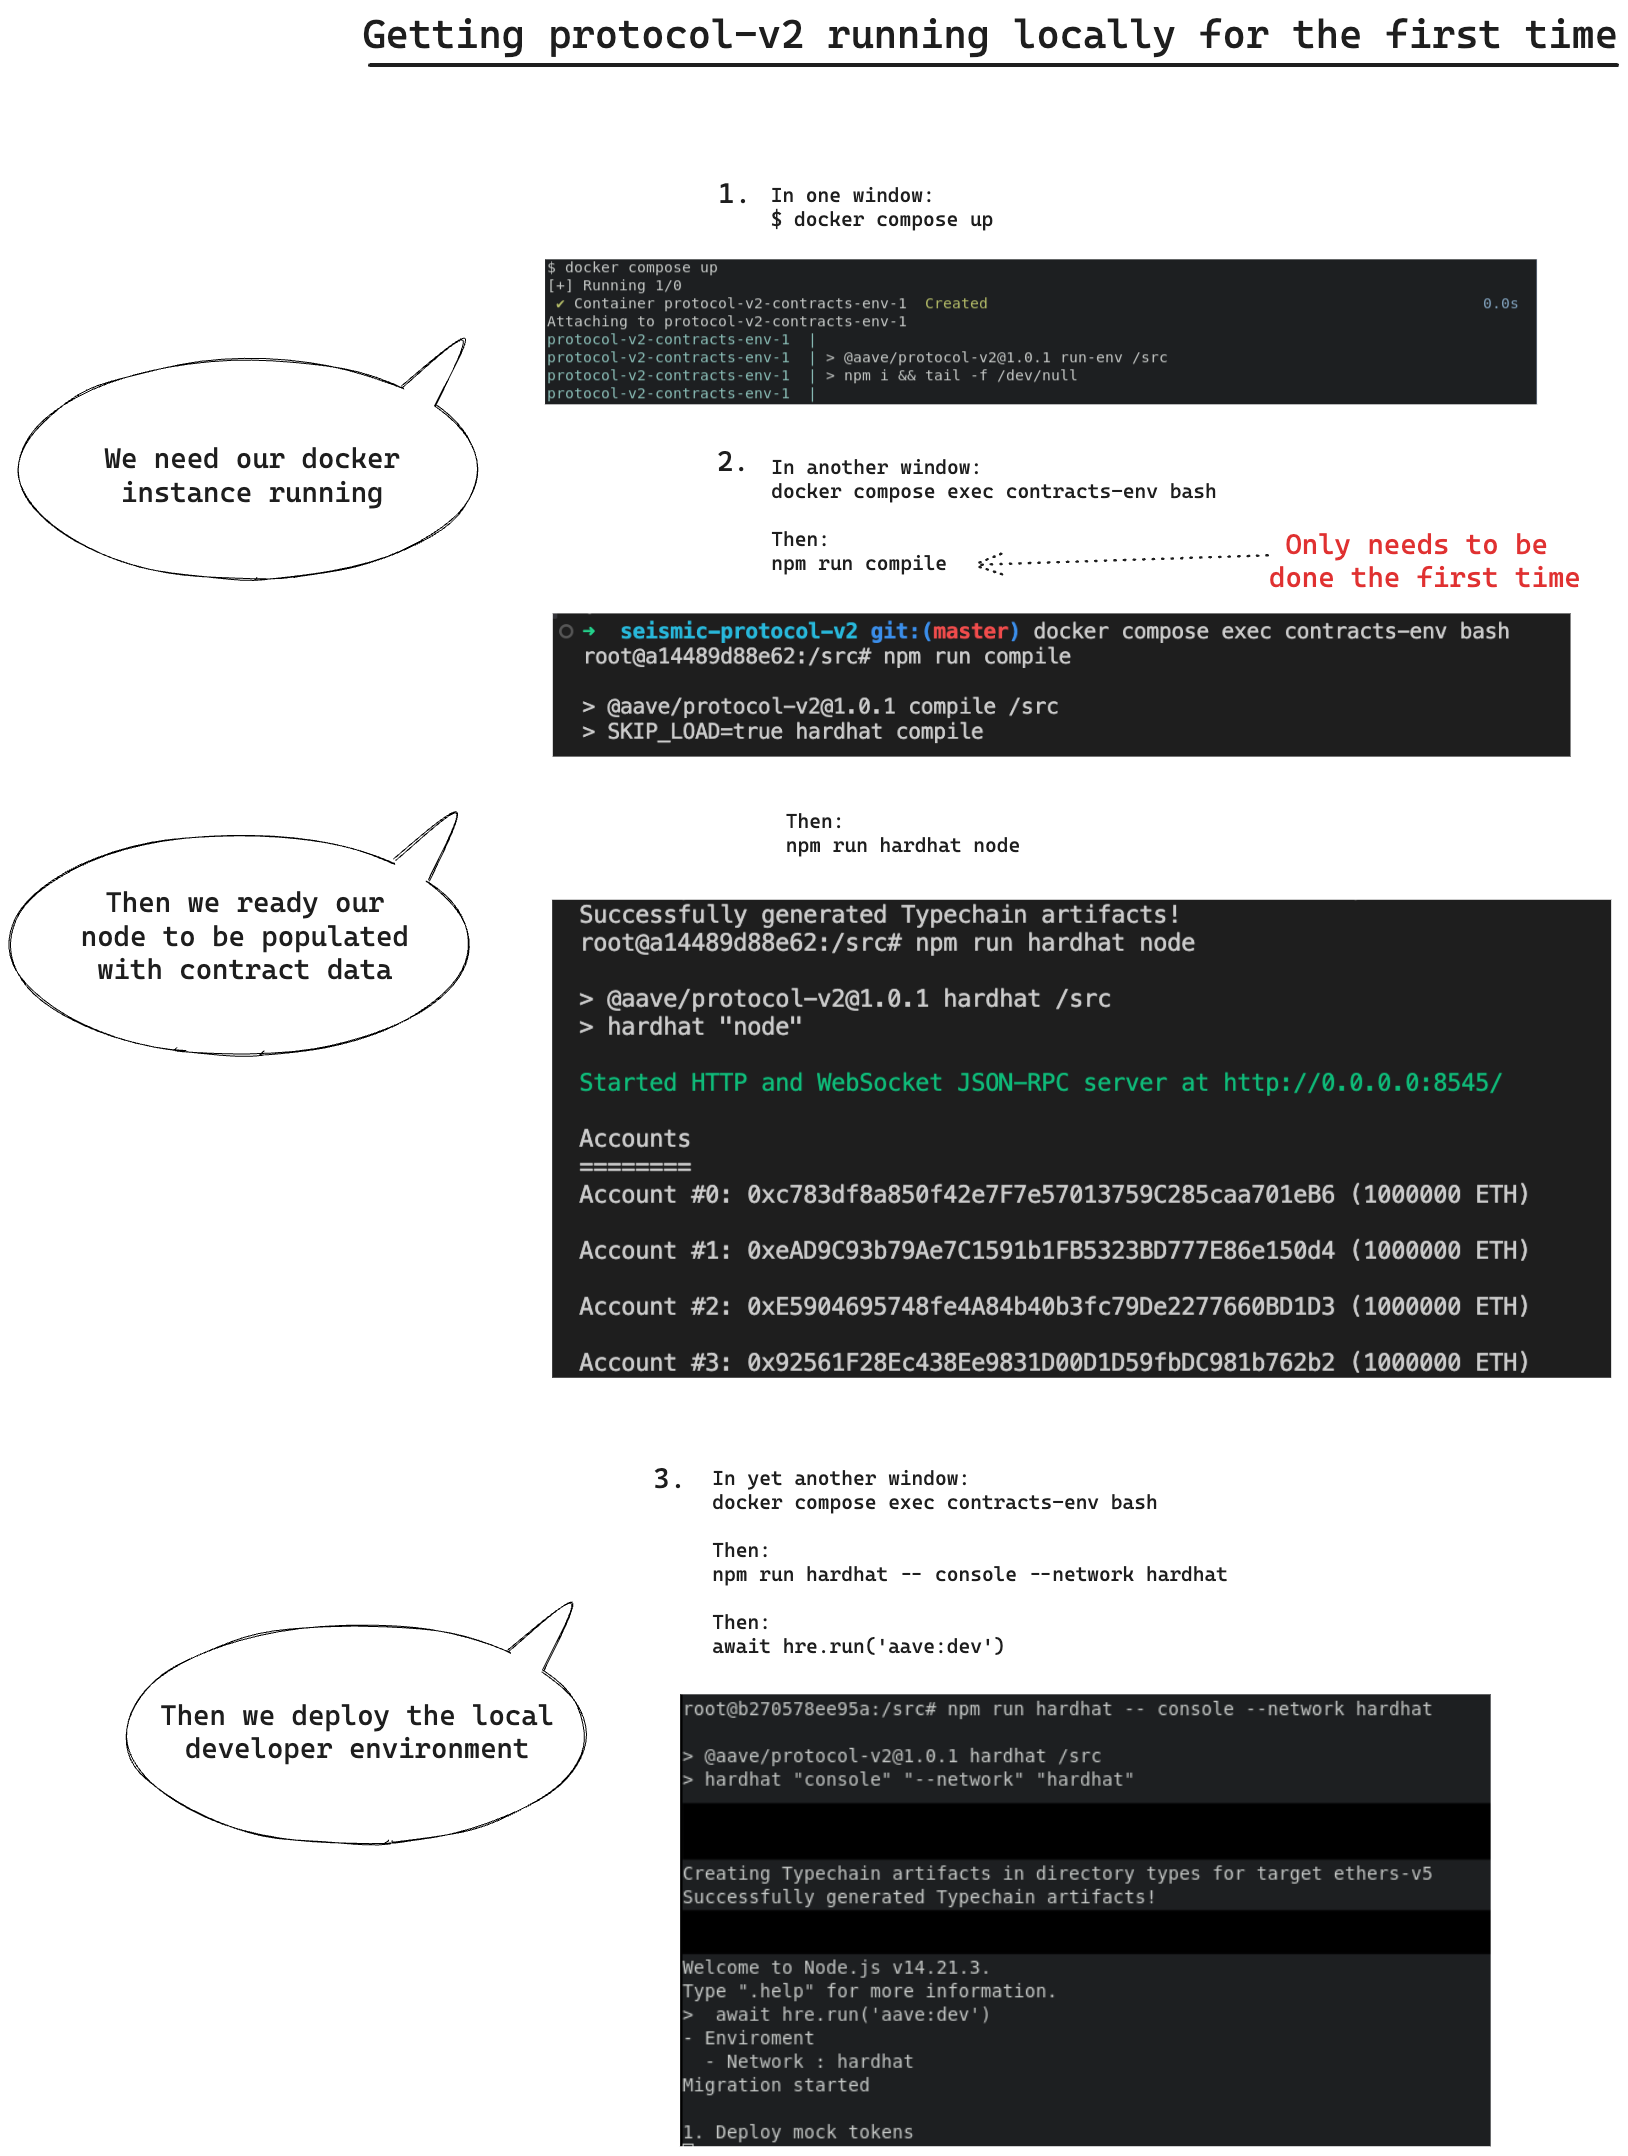 Getting protocol-v2 running locally for the first time
1. In one window:
$ docker compose up
$ docker compose up
[+] Running 1/0
✔ Container protocol-v2-contracts-env-1  Created 0.0s
Attaching to protocol-v2-contracts-env-1
protocol-v2-contracts-env-1  |
protocol-v2-contracts-env-1  | > @aave/protocol-v2@1.0.1 run-env /src
protocol-v2-contracts-env-1  | > npm i && tail -f /dev/null
protocol-v2-contracts-env-1  |
We need our docker
instance running
2. In another window:
docker compose exec contracts-env bash
Then:
npm run compile
Only needs to be
done the first time
➜  seismic-protocol-v2 git:(master) docker compose exec contracts-env bash
root@a14489d88e62:/src# npm run compile
> @aave/protocol-v2@1.0.1 compile /src
> SKIP_LOAD=true hardhat compile
Then we ready our
node to be populated
with contract data
Then:
npm run hardhat node
Successfully generated Typechain artifacts!
root@a14489d88e62:/src# npm run hardhat node
> @aave/protocol-v2@1.0.1 hardhat /src
> hardhat "node"
Started HTTP and WebSocket JSON-RPC server at http://0.0.0.0:8545/
Accounts
========
Account #0: 0xc783df8a850f42e7F7e57013759C285caa701eB6 (1000000 ETH)
Account #1: 0xeAD9C93b79Ae7C1591b1FB5323BD777E86e150d4 (1000000 ETH)
Account #2: 0xE5904695748fe4A84b40b3fc79De2277660BD1D3 (1000000 ETH)
Account #3: 0x92561F28Ec438Ee9831D00D1D59fbDC981b762b2 (1000000 ETH)
3. In yet another window:
docker compose exec contracts-env bash
Then:
npm run hardhat -- console --network hardhat
Then:
await hre.run('aave:dev')
Then we deploy the local
developer environment
root@b270578ee95a:/src# npm run hardhat -- console --network hardhat
> @aave/protocol-v2@1.0.1 hardhat /src
> hardhat "console" "--network" "hardhat"
Creating Typechain artifacts in directory types for target ethers-v5
Successfully generated Typechain artifacts!
Welcome to Node.js v14.21.3.
Type ".help" for more information.
>  await hre.run('aave:dev')
- Enviroment
  - Network : hardhat
Migration started
1. Deploy mock tokens